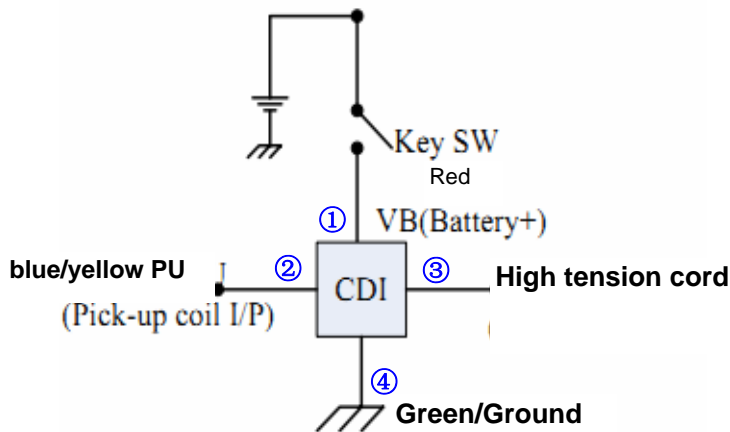 Key SW
Red
① VB(Battery+)
blue/yellow PU
②
CDI
③
High tension cord
(Pick-up coil I/P)
④
Green/Ground